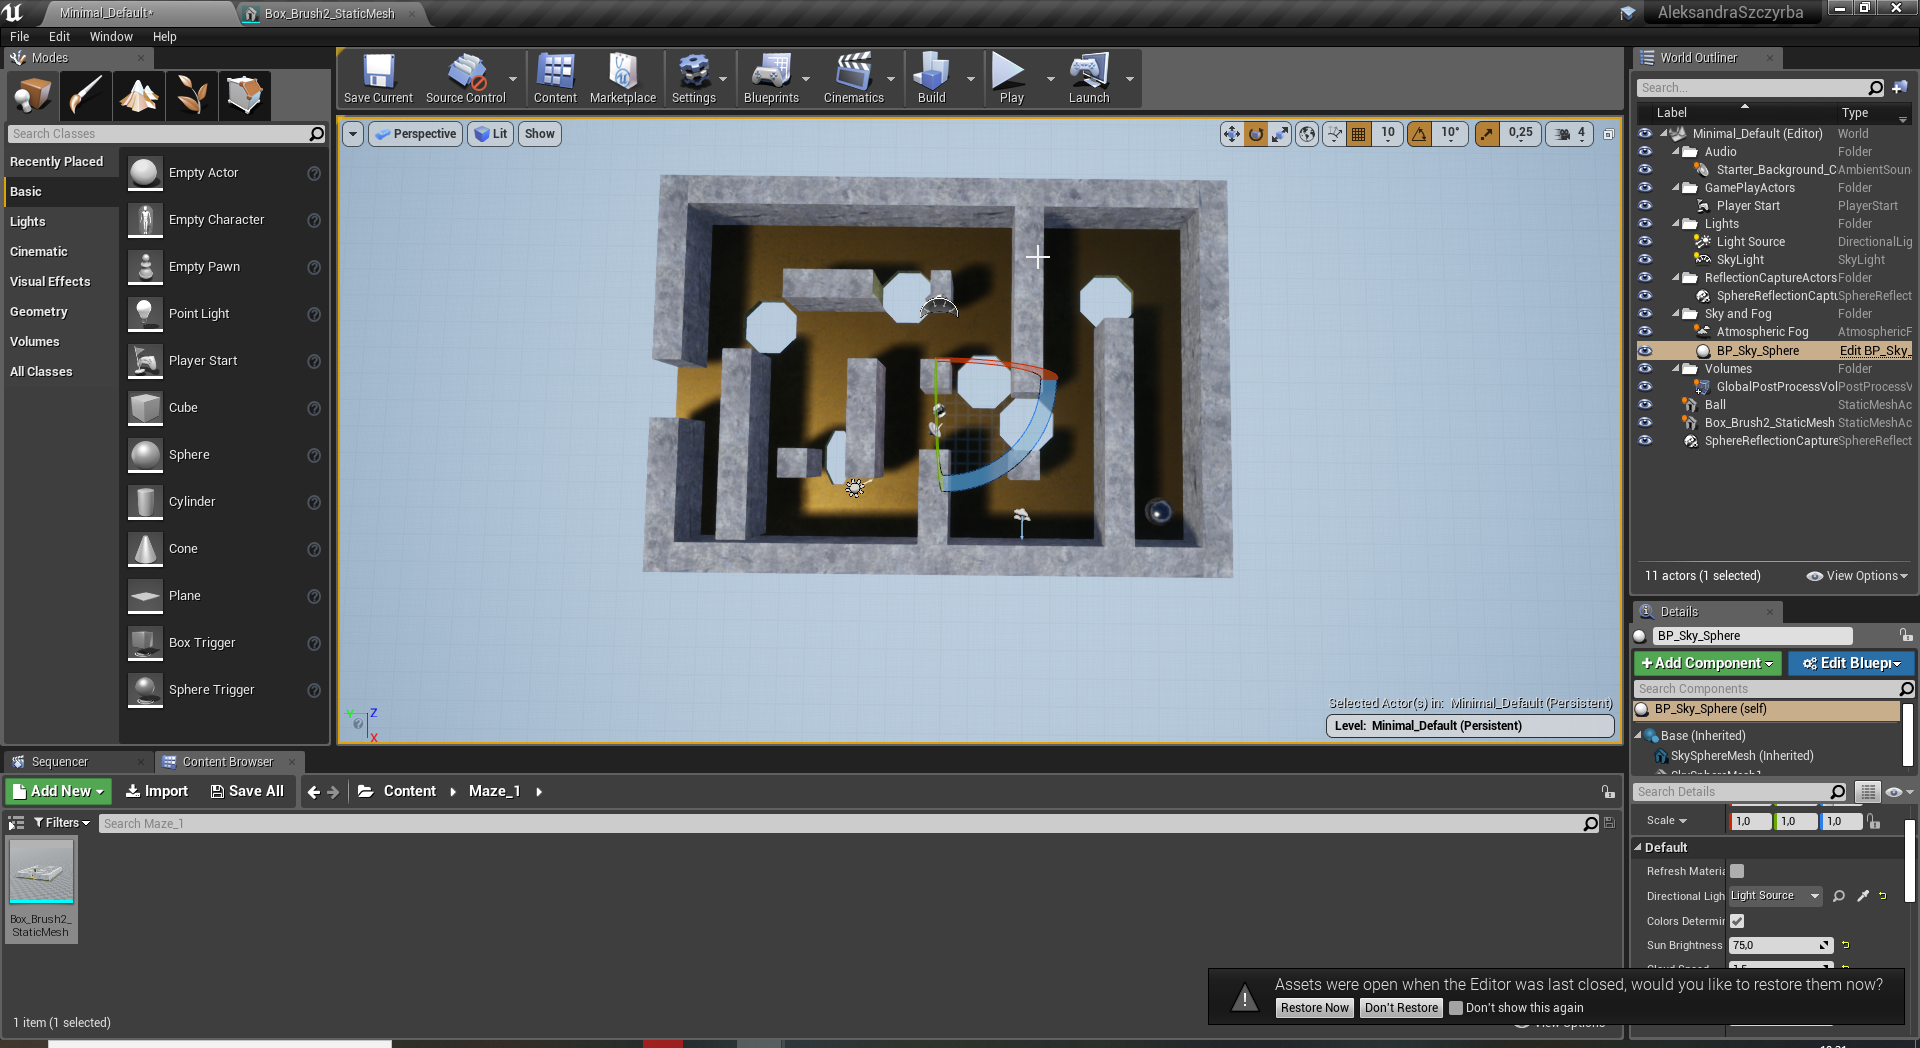 Minimal_Default*
Box_Brush2_StaticMesh
AleksandraSzczyrba
File Edit Window Help
Modes
Search Classes
Recently Placed
Basic
Lights
Cinematic
Visual Effects
Geometry
Volumes
All Classes
Empty Actor
Empty Character
Empty Pawn
Point Light
Player Start
Cube
Sphere
Cylinder
Cone
Plane
Box Trigger
Sphere Trigger
Save Current Source Control Content Marketplace Settings Blueprints Cinematics Build Play Launch
Perspective Lit Show
10 10° 0,25 4
Selected Actor(s) in: Minimal_Default (Persistent)
Level: Minimal_Default (Persistent)
Z
Y
X
World Outliner
Search...
Label Type
Minimal_Default (Editor) World
Audio Folder
Starter_Background_C AmbientSoun
GamePlayActors Folder
Player Start PlayerStart
Lights Folder
Light Source DirectionalLig
SkyLight SkyLight
ReflectionCaptureActors Folder
SphereReflectionCaptu SphereReflect
Sky and Fog Folder
Atmospheric Fog AtmosphericF
BP_Sky_Sphere Edit BP_Sky_
Volumes Folder
GlobalPostProcessVol PostProcessV
Ball StaticMeshAc
Box_Brush2_StaticMesh StaticMeshAc
SphereReflectionCapture SphereReflect
11 actors (1 selected) View Options
Details
BP_Sky_Sphere
+Add Component Edit Bluepi
Search Components
BP_Sky_Sphere (self)
Base (Inherited)
SkySphereMesh (Inherited)
SkySphereMesh1
Search Details
Scale 1,0 1,0 1,0
Default
Refresh Materia
Directional Ligh Light Source
Colors Determin
Sun Brightness 75,0
Sequencer
Content Browser
Add New Import Save All Content Maze_1
Filters Search Maze_1
Box_Brush2_
StaticMesh
1 item (1 selected)
View Options
Assets were open when the Editor was last closed, would you like to restore them now?
Restore Now Don't Restore Don't show this again